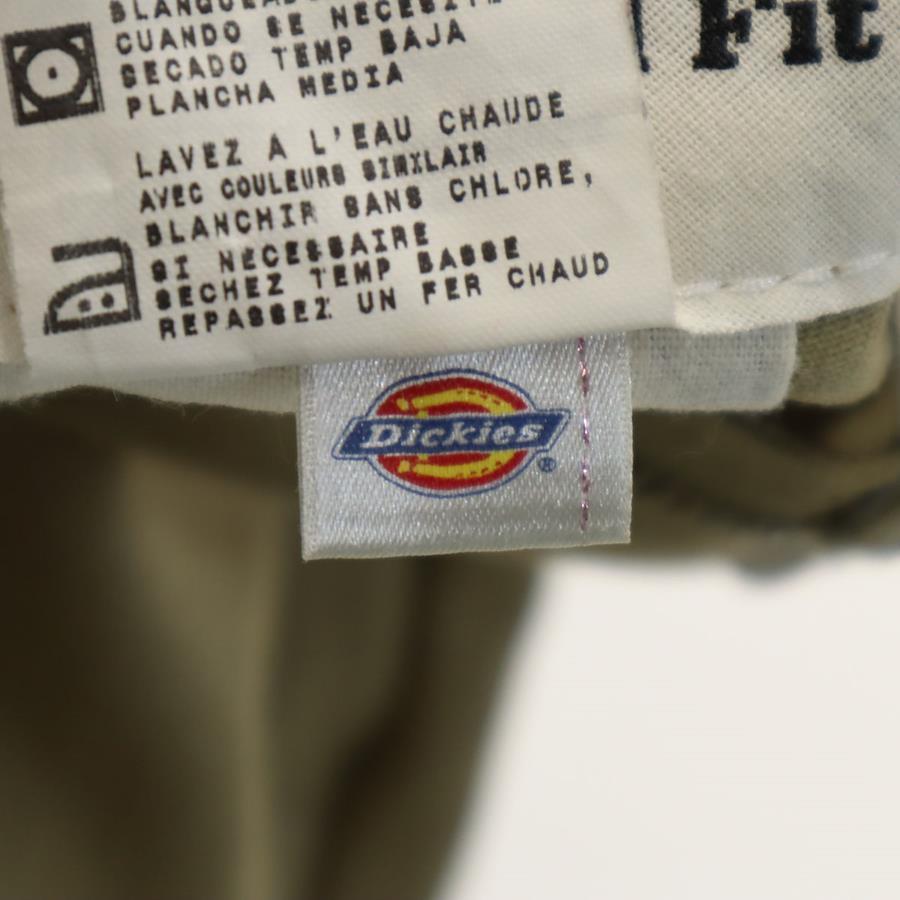 CUANDO SE NECESITE
SECADO TEMP BAJA
PLANCHA MEDIA
LAVEZ A L'EAU CHAUDE
AVEC COULEURS SIMILAIR
BLANCHIR SANS CHLORE,
SI NECESSAIRE
SECHEZ TEMP BASSE
REPASSEZ UN FER CHAUD
Fit
Dickies®